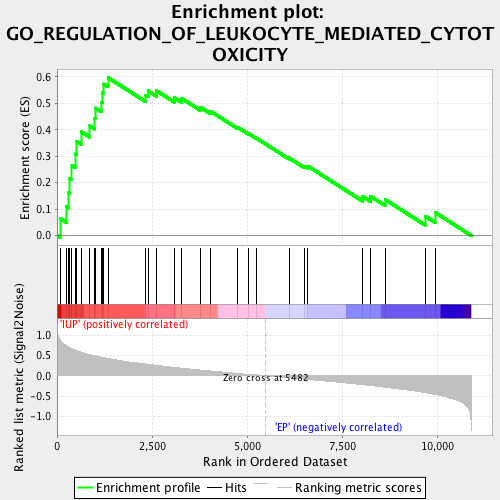 Enrichment plot:
GO_REGULATION_OF_LEUKOCYTE_MEDIATED_CYTOT
OXICITY
Enrichment score (ES)
0.6
0.5
0.4
0.3
0.2
0.1
0.0
'IUP' (positively correlated)
Ranked list metric (Signal2Noise)
1.0
0.5
0.0
-0.5
-1.0
Zero cross at 5482
'EP' (negatively correlated)
0
2,500
5,000
7,500
10,000
Rank in Ordered Dataset
Enrichment profile
Hits
Ranking metric scores